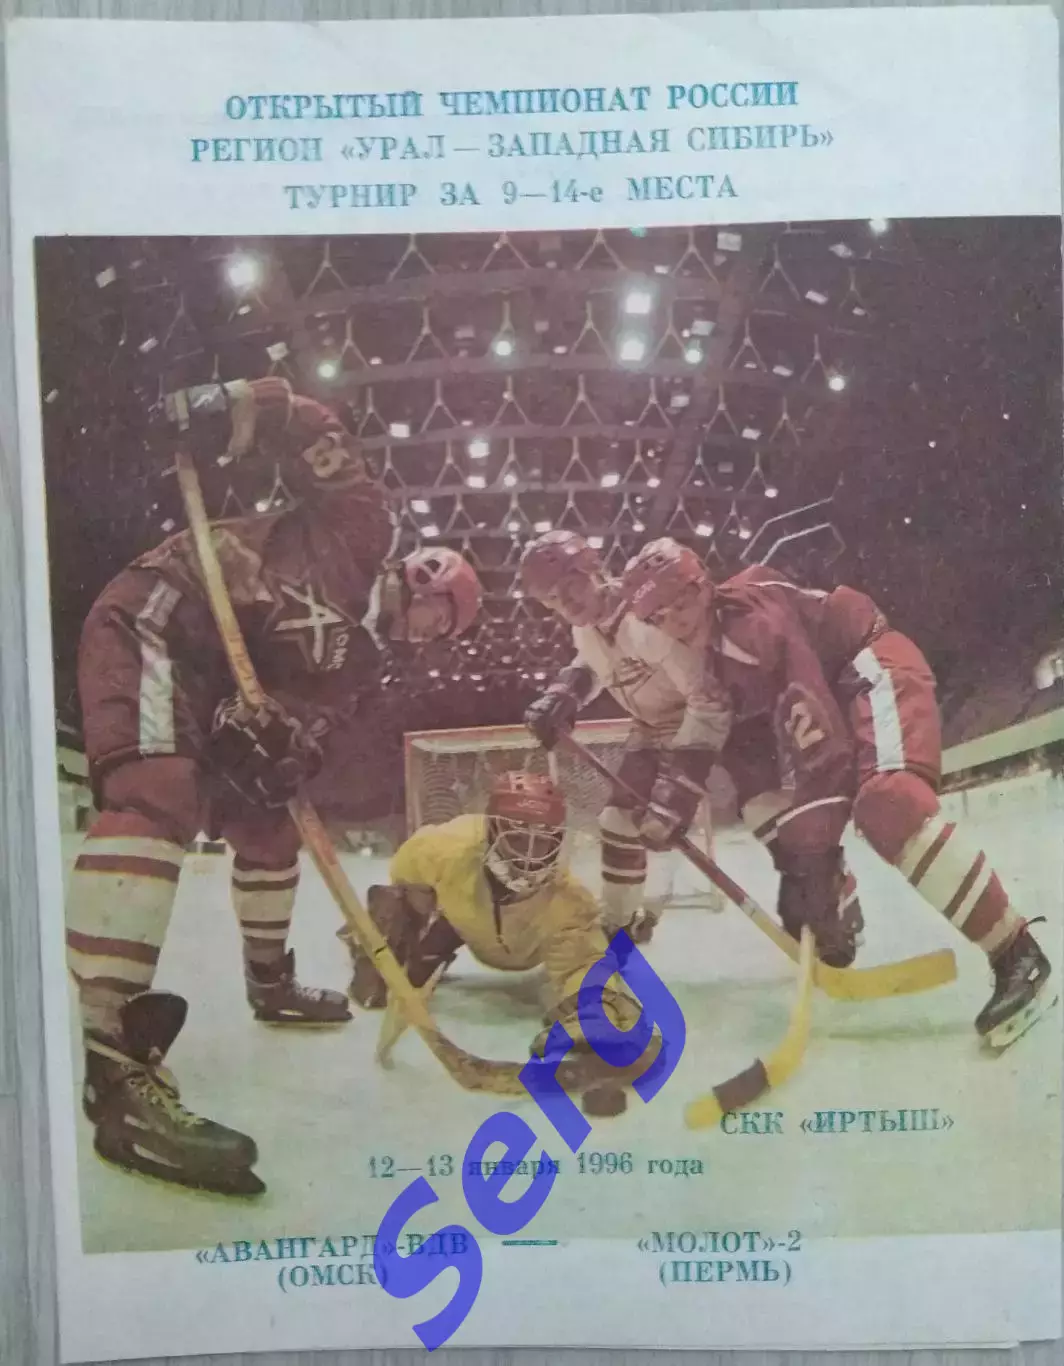 ОТКРЫТЫЙ ЧЕМПИОНАТ РОССИИ
РЕГИОН «УРАЛ — ЗАПАДНАЯ СИБИРЬ»
ТУРНИР ЗА 9—14-е МЕСТА
2
Serg
СКК «ИРТЫШ»
12—13 января 1996 года
«АВАНГАРД»-ВДВ — «МОЛОТ»-2
(ОМСК) (ПЕРМЬ)